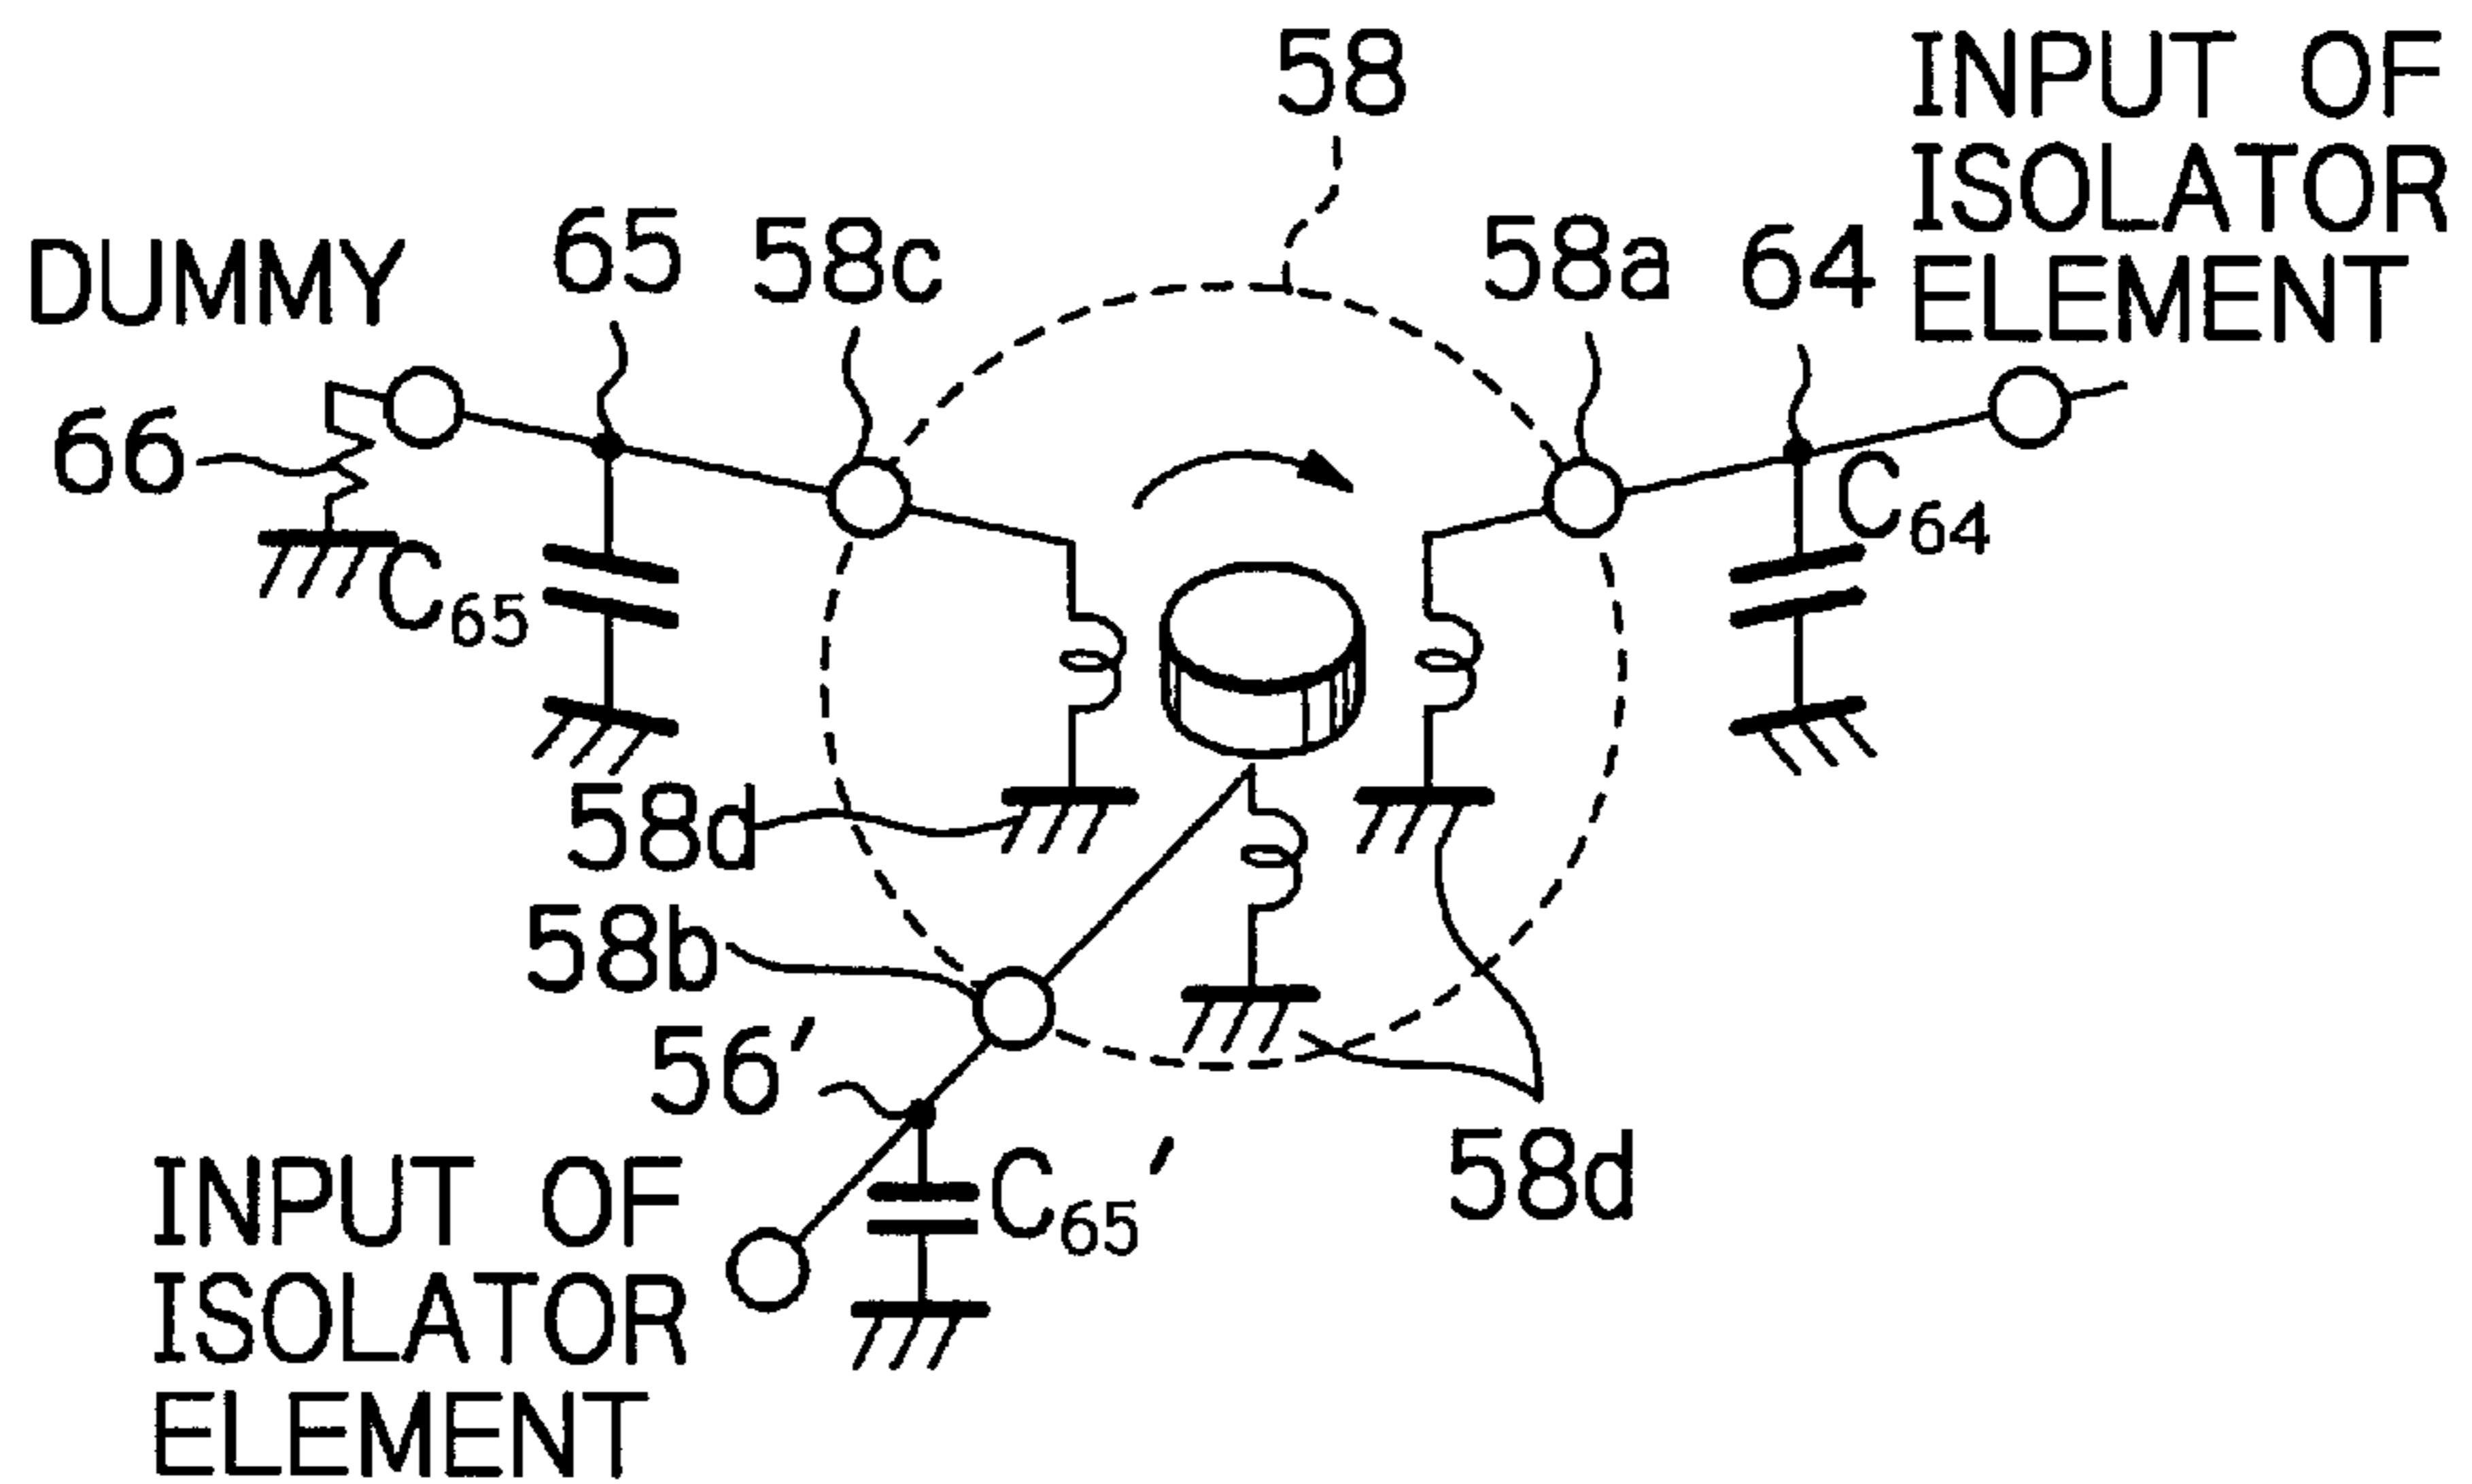 58
INPUT OF
ISOLATOR
ELEMENT
DUMMY
65
58c
58a
64
66
C65
C64
58d
58b
56′
C65′
58d
INPUT OF
ISOLATOR
ELEMENT